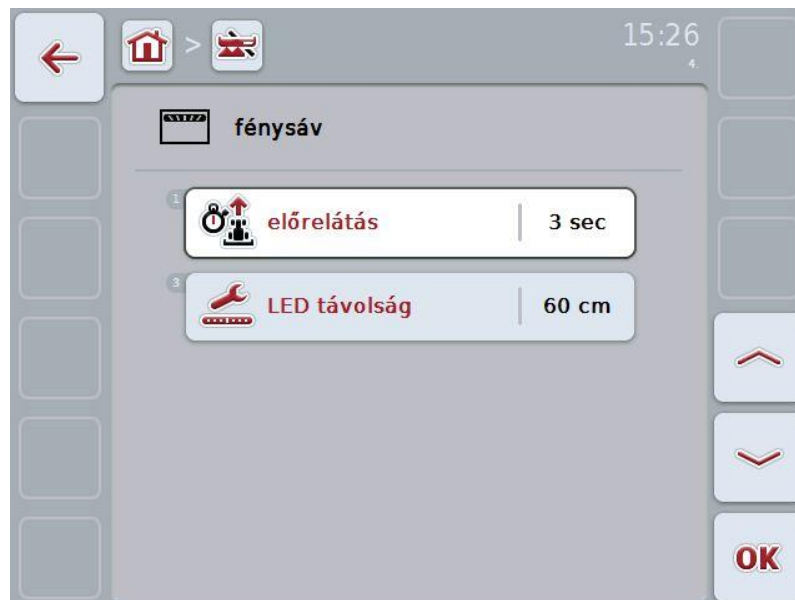 >
15:26
4.
fénysáv
1
előrelátás 3 sec
3
LED távolság 60 cm
OK